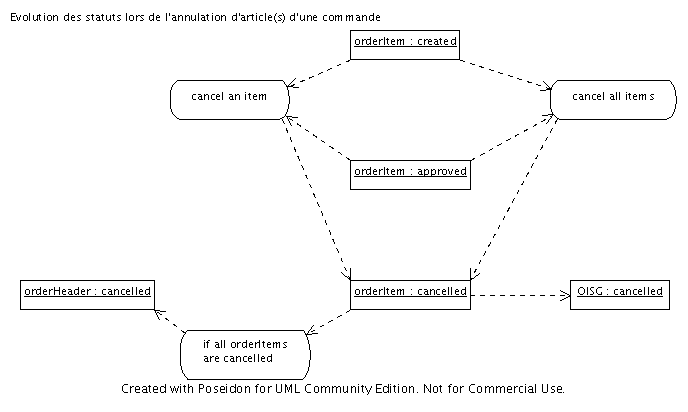 Evolution des statuts lors de l'annulation d'article(s) d'une commande
orderItem : created
cancel an item
cancel all items
orderItem : approved
orderHeader : cancelled
orderItem : cancelled
OISG : cancelled
if all orderItems
are cancelled
Created with Poseidon for UML Community Edition. Not for Commercial Use.